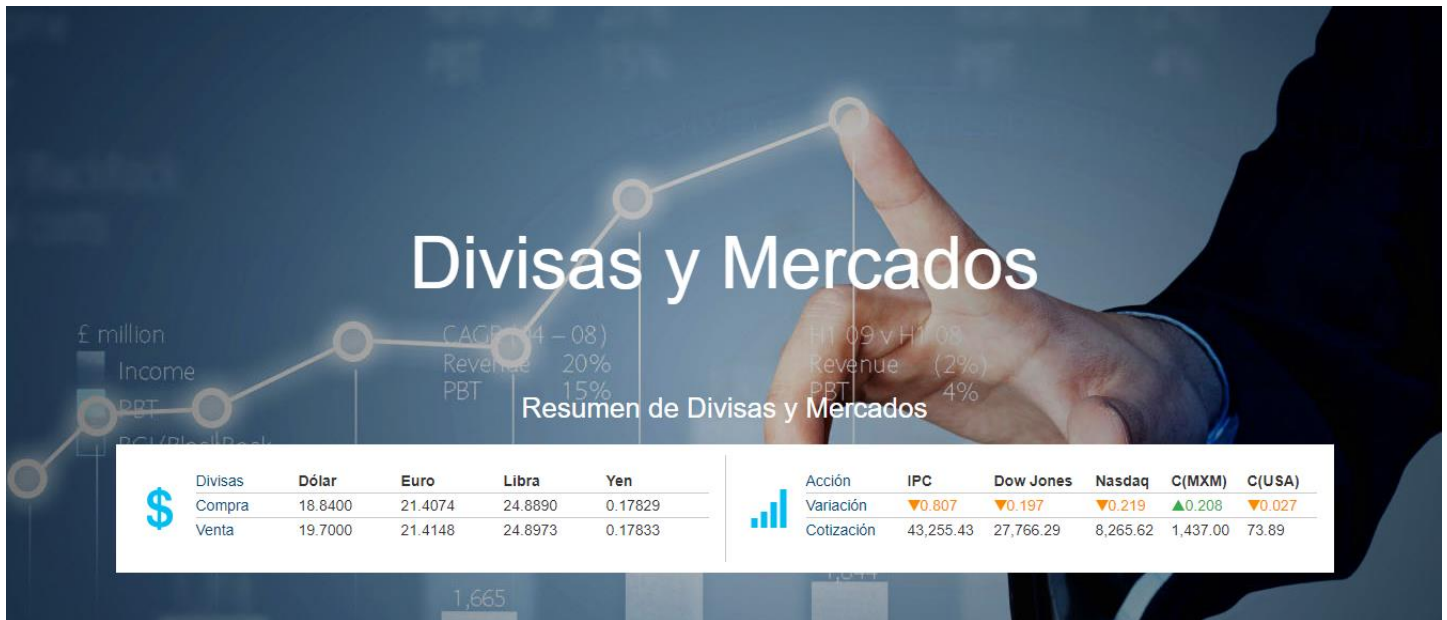 Divisas y Mercados
£ million
Income
PBT
CAGR (04 – 08)
Revenue 20%
PBT 15%
H1 09 v H1 08
Revenue (2%)
PBT 4%
Resumen de Divisas y Mercados
$ Divisas Dólar Euro Libra Yen
Compra 18.8400 21.4074 24.8890 0.17829
Venta 19.7000 21.4148 24.8973 0.17833
Acción IPC Dow Jones Nasdaq C(MXM) C(USA)
Variación ▼0.807 ▼0.197 ▼0.219 ▲0.208 ▼0.027
Cotización 43,255.43 27,766.29 8,265.62 1,437.00 73.89
1,665